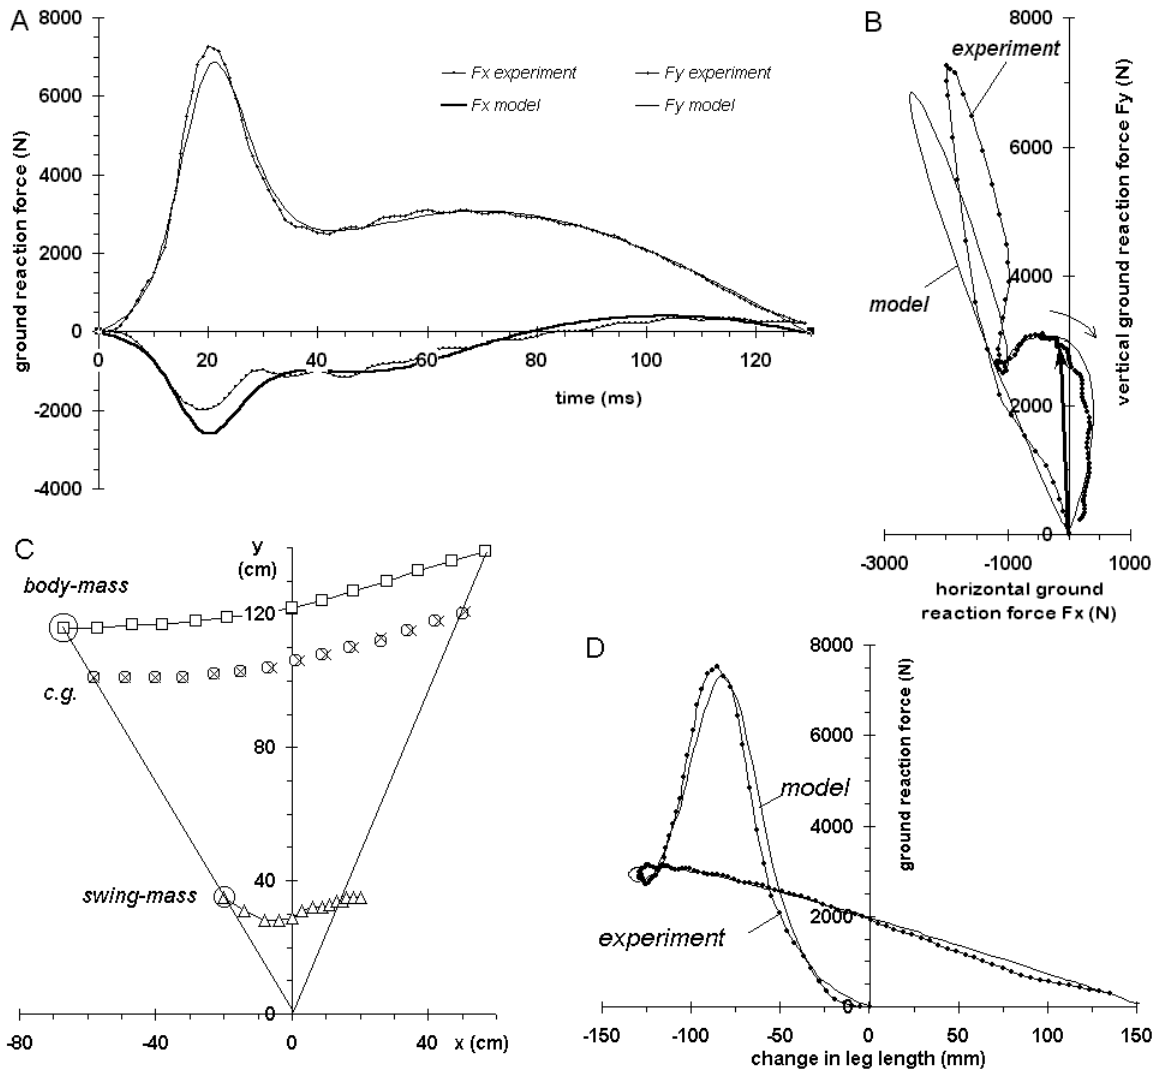 A
8000
6000
4000
2000
0
-2000
-4000
ground reaction force (N)
Fx experiment
Fy experiment
Fx model
Fy model
0
20
40
60
80
100
120
time (ms)
B
8000
6000
4000
2000
0
experiment
model
vertical ground reaction force Fy (N)
-3000
-2000
-1000
0
1000
horizontal ground
reaction force Fx (N)
C
y
(cm)
body-mass
120
c.g.
80
swing-mass
40
0
-80
-40
0
40
x (cm)
D
8000
6000
4000
2000
0
ground reaction force (N)
model
experiment
-150
-100
-50
0
50
100
150
change in leg length (mm)